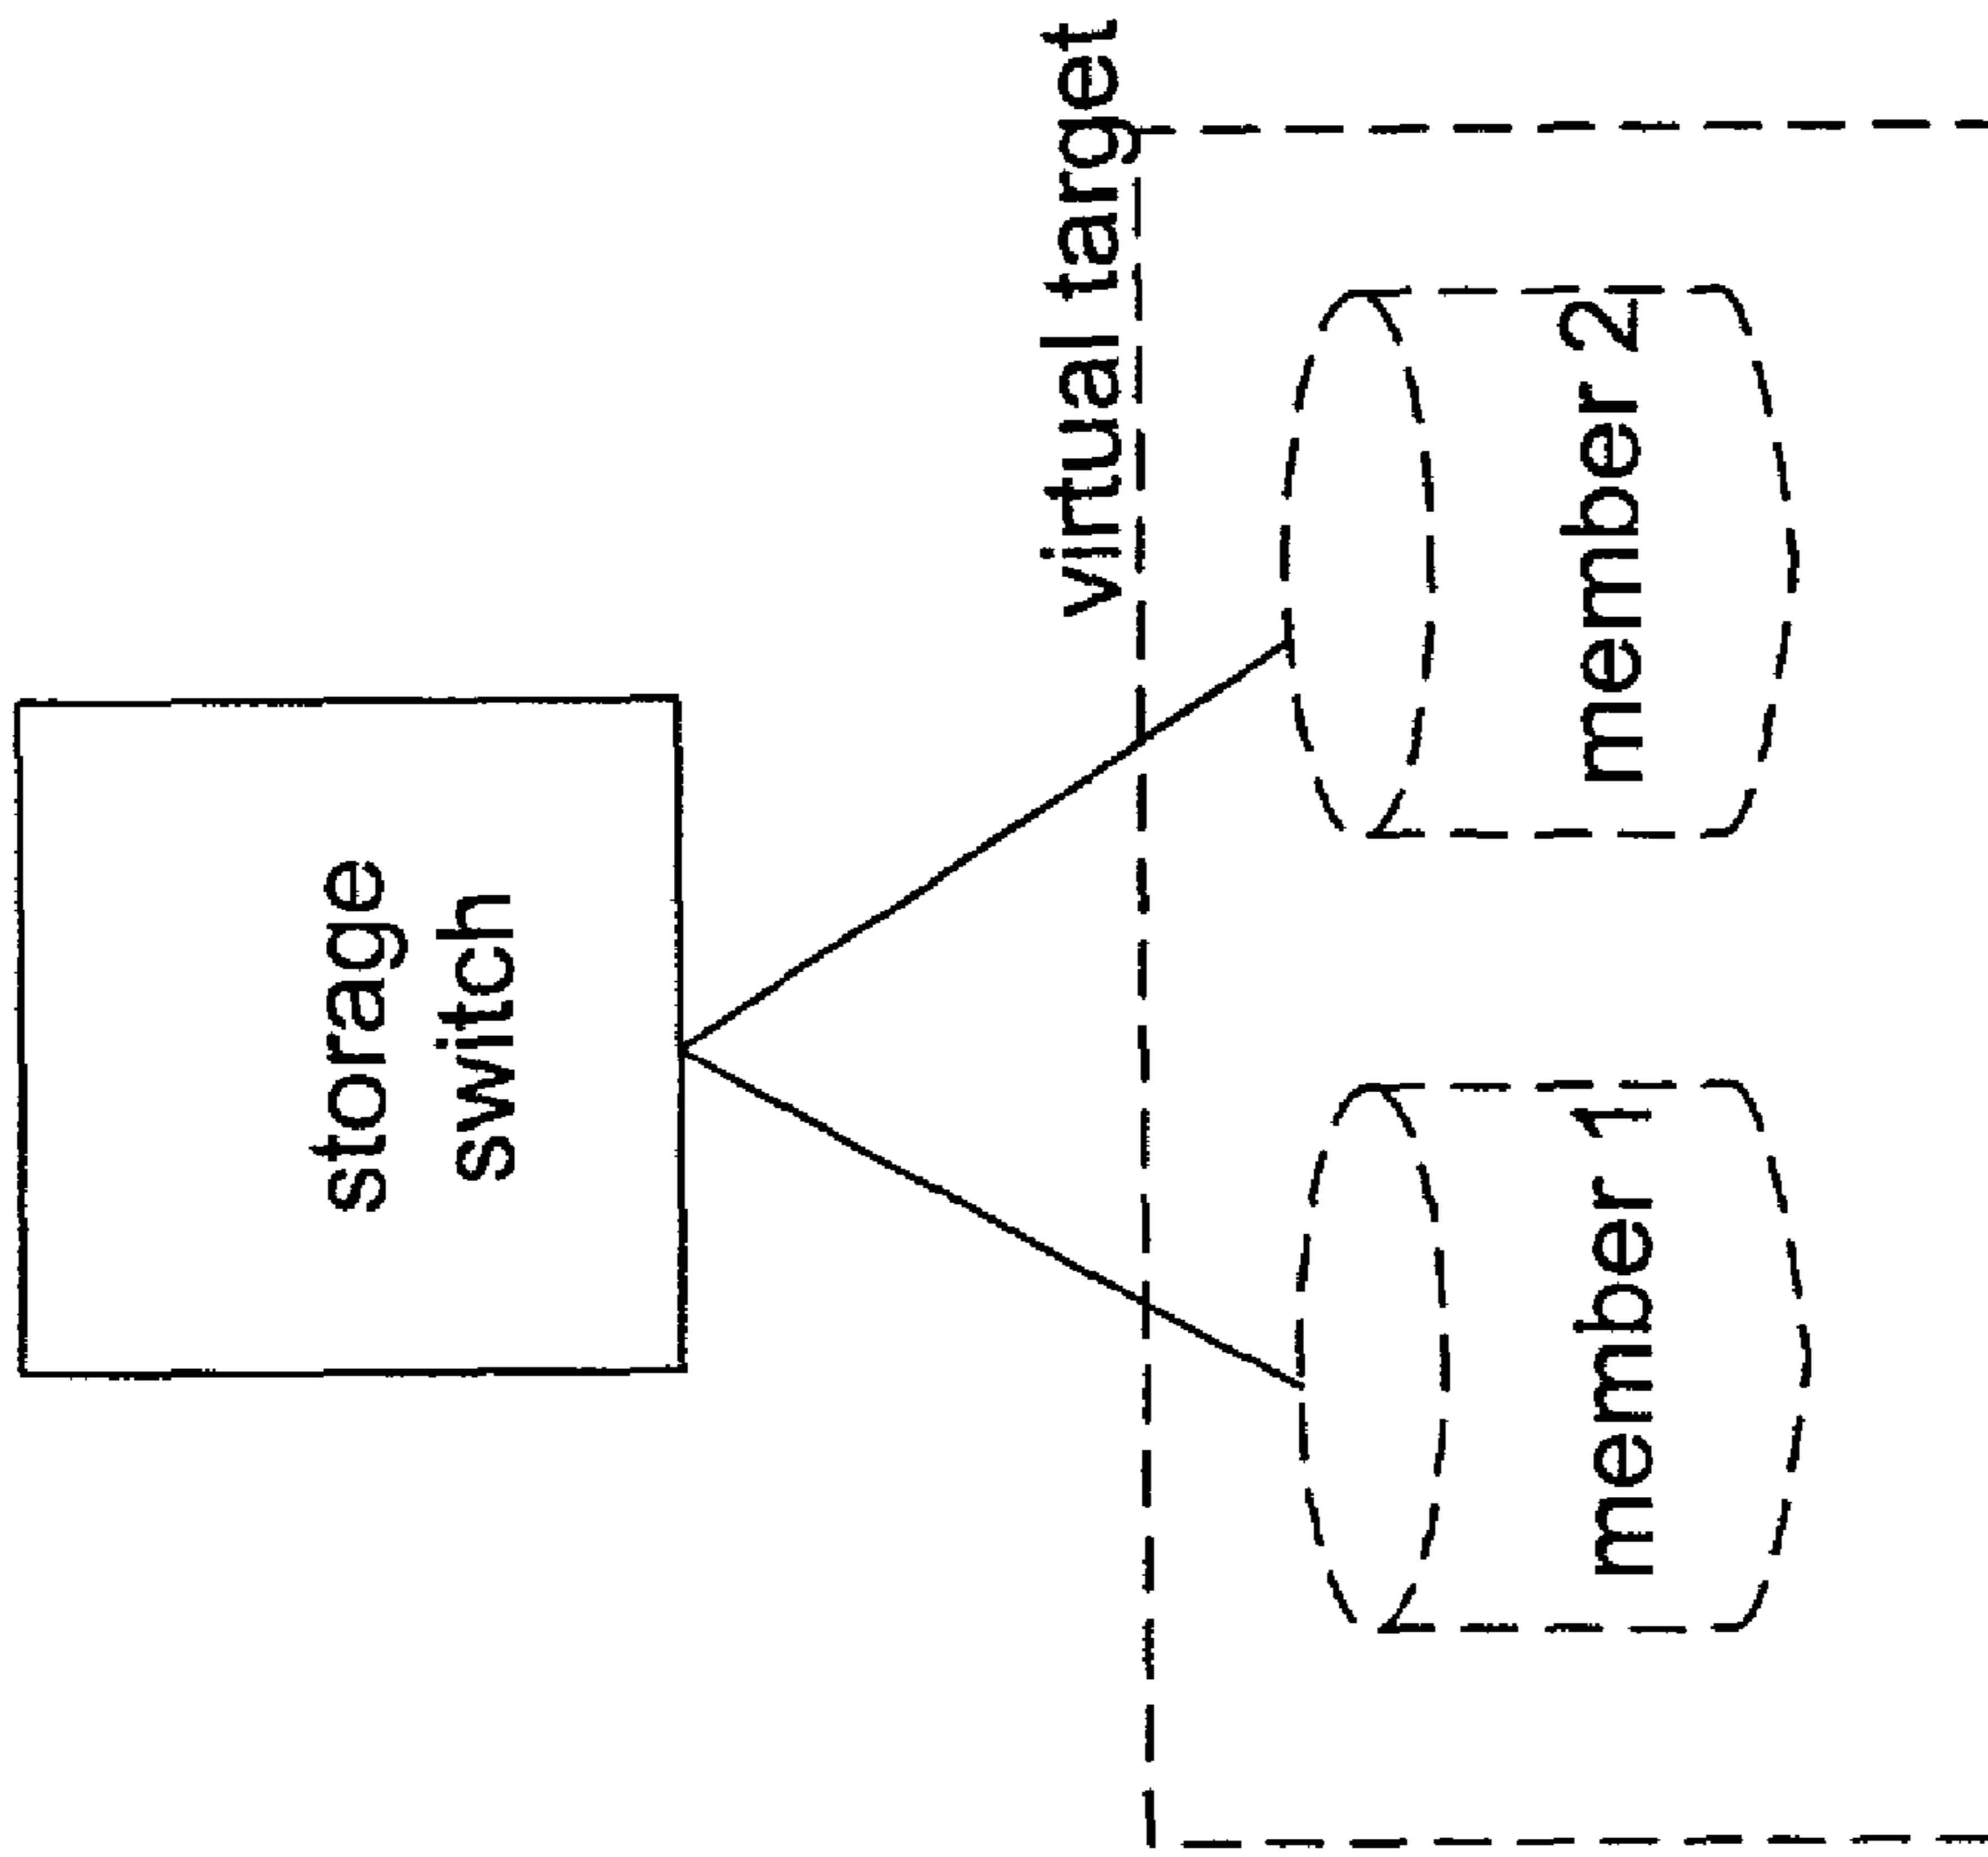 storage
switch
virtual target
member 1
member 2